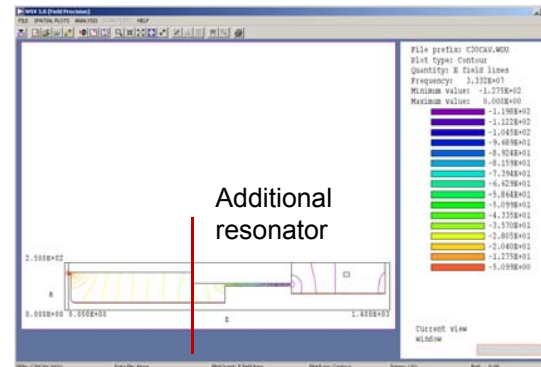 WSV 5.0 (Field Precision)
FILE SPATIAL PLOTS ANALYSIS HELP
File prefix: C30CAV.WOU
Plot type: Contour
Quantity: E field lines
Frequency: 3.332E+07
Minimum value: -1.275E+02
Maximum value: 0.000E+00
-1.198E+02
-1.122E+02
-1.045E+02
-9.689E+01
-8.924E+01
-8.159E+01
-7.394E+01
-6.629E+01
-5.864E+01
-5.099E+01
-4.335E+01
-3.570E+01
-2.805E+01
-2.040E+01
-1.275E+01
-5.099E+00
Additional
resonator
2.500E+02
R
0.000E+00 0.000E+00
Z
1.400E+03
Current view
window